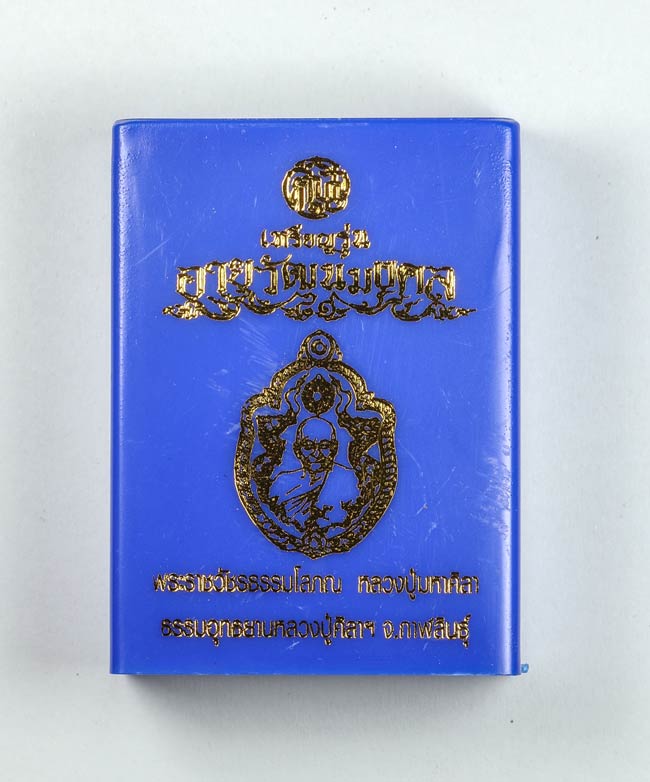 เหรียญรุ่น
อายุวัฒนมงคล
๘๑
พระราชวัชรธรรมโสภณ หลวงปู่มหาศิลา
ธรรมอุทธยานหลวงปู่ศิลาฯ จ.กาฬสินธุ์